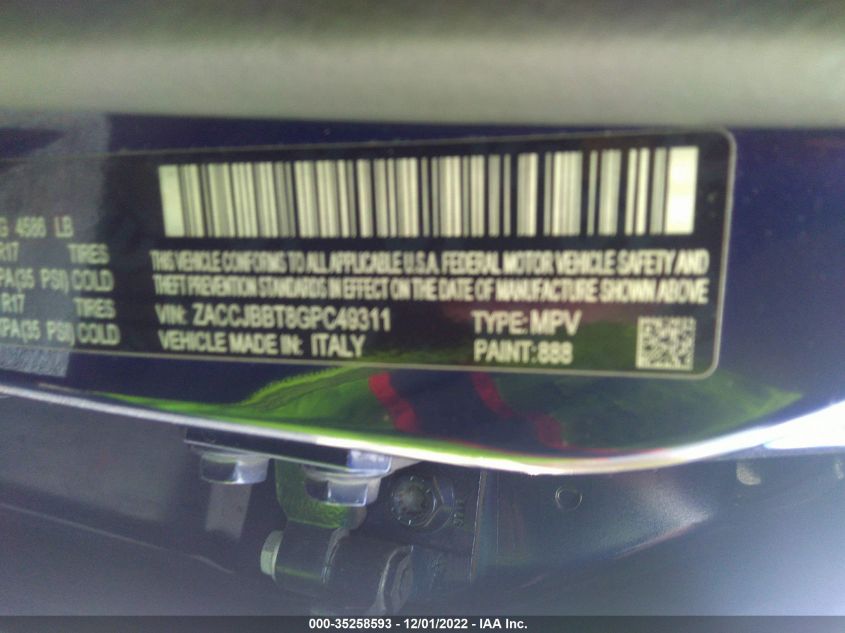 G 4586 LB
R17 TIRES
PA(35 PSI) COLD
R17 TIRES
KPA(35 PSI) COLD
THIS VEHICLE CONFORMS TO ALL APPLICABLE U.S.A. FEDERAL MOTOR VEHICLE SAFETY AND
THEFT PREVENTION STANDARDS IN EFFECT ON THE DATE OF MANUFACTURE SHOWN ABOVE
VIN: ZACCJBBT8GPC49311 TYPE: MPV
VEHICLE MADE IN: ITALY PAINT: 888
000-35258593 - 12/01/2022 - IAA Inc.